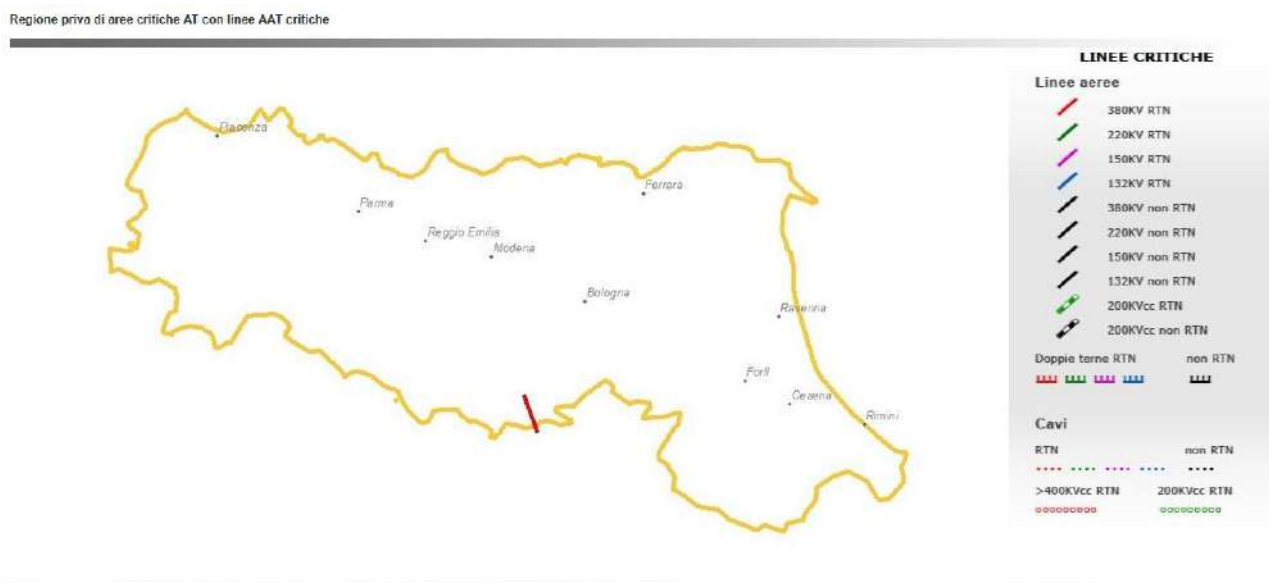 Regione priva di aree critiche AT con linee AAT critiche
LINEE CRITICHE
Linee aeree
380KV RTN
220KV RTN
150KV RTN
132KV RTN
380KV non RTN
220KV non RTN
150KV non RTN
132KV non RTN
200KVcc RTN
200KVcc non RTN
Doppie terne RTN non RTN
Cavi
RTN non RTN
>400KVcc RTN 200KVcc RTN
Piacenza
Parma
Reggio Emilia
Modena
Ferrara
Bologna
Ravenna
Forlì
Cesena
Rimini